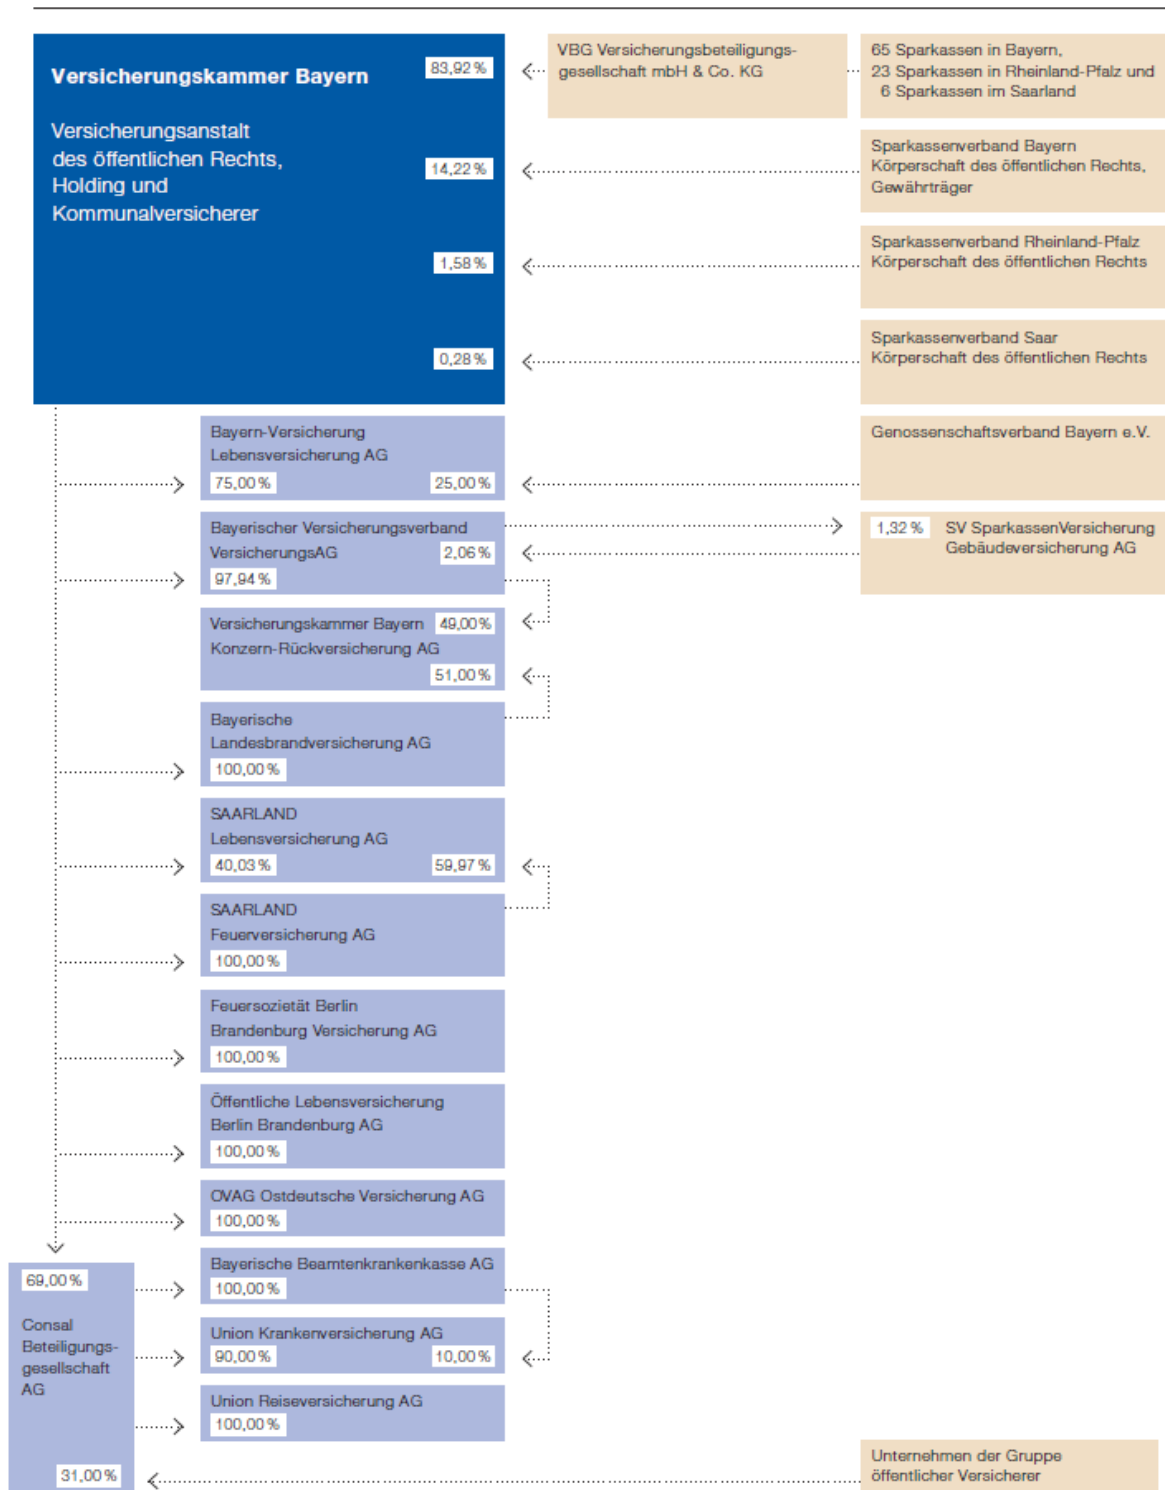 Versicherungskammer Bayern
83,92 %
Versicherungsanstalt
des öffentlichen Rechts,
Holding und
Kommunalversicherer
14,22 %
1,58 %
0,28 %
VBG Versicherungsbeteiligungs-
gesellschaft mbH & Co. KG
65 Sparkassen in Bayern,
23 Sparkassen in Rheinland-Pfalz und
6 Sparkassen im Saarland
Sparkassenverband Bayern
Körperschaft des öffentlichen Rechts,
Gewährträger
Sparkassenverband Rheinland-Pfalz
Körperschaft des öffentlichen Rechts
Sparkassenverband Saar
Körperschaft des öffentlichen Rechts
Bayern-Versicherung
Lebensversicherung AG
75,00 % 25,00 %
Genossenschaftsverband Bayern e.V.
Bayerischer Versicherungsverband
VersicherungsAG 2,06 %
97,94 %
1,32 % SV SparkassenVersicherung
Gebäudeversicherung AG
Versicherungskammer Bayern 49,00 %
Konzern-Rückversicherung AG
51,00 %
Bayerische
Landesbrandversicherung AG
100,00 %
SAARLAND
Lebensversicherung AG
40,03 % 59,97 %
SAARLAND
Feuerversicherung AG
100,00 %
Feuersozietät Berlin
Brandenburg Versicherung AG
100,00 %
Öffentliche Lebensversicherung
Berlin Brandenburg AG
100,00 %
OVAG Ostdeutsche Versicherung AG
100,00 %
69,00 %
Consal
Beteiligungs-
gesellschaft
AG
31,00 %
Bayerische Beamtenkrankenkasse AG
100,00 %
Union Krankenversicherung AG
90,00 % 10,00 %
Union Reiseversicherung AG
100,00 %
Unternehmen der Gruppe
öffentlicher Versicherer